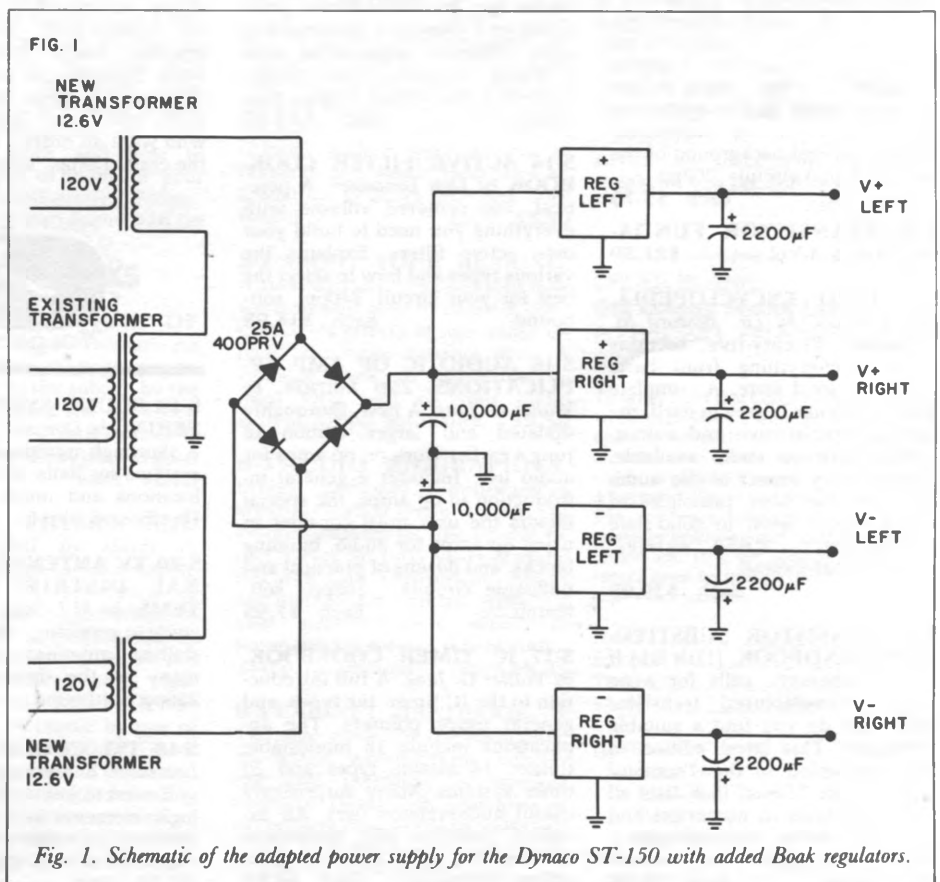 FIG. 1
NEW
TRANSFORMER
12.6V
120V
EXISTING
TRANSFORMER
120V
120V
NEW
TRANSFORMER
12.6V
25A
400PRV
10,000µF
10,000µF
+
REG
LEFT
+
2200µF
V+
LEFT
+
REG
RIGHT
+
2200µF
V+
RIGHT
-
REG
LEFT
2200µF
+
V-
LEFT
-
REG
RIGHT
2200µF
+
V-
RIGHT
+
+
Fig. 1. Schematic of the adapted power supply for the Dynaco ST-150 with added Boak regulators.